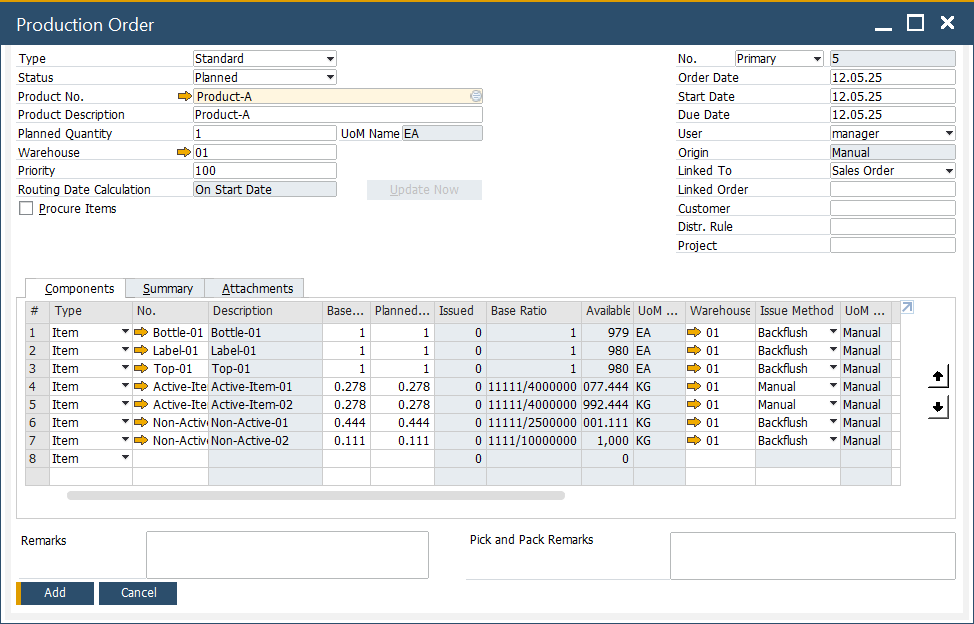 Production Order
Type Standard No. Primary 5
Status Planned Order Date 12.05.25
Product No. Product-A Start Date 12.05.25
Product Description Product-A Due Date 12.05.25
Planned Quantity 1 UoM Name EA User manager
Warehouse 01 Origin Manual
Priority 100 Linked To Sales Order
Routing Date Calculation On Start Date Update Now Linked Order
Procure Items Customer
Distr. Rule
Project
Components Summary Attachments
# Type No. Description Base... Planned... Issued Base Ratio Available UoM ... Warehouse Issue Method UoM ...
1 Item Bottle-01 Bottle-01 1 1 0 1 979 EA 01 Backflush Manual
2 Item Label-01 Label-01 1 1 0 1 980 EA 01 Backflush Manual
3 Item Top-01 Top-01 1 1 0 1 980 EA 01 Backflush Manual
4 Item Active-Ite Active-Item-01 0.278 0.278 0 11111/4000000 077.444 KG 01 Manual Manual
5 Item Active-Ite Active-Item-02 0.278 0.278 0 11111/4000000 992.444 KG 01 Manual Manual
6 Item Non-Active Non-Active-01 0.444 0.444 0 11111/2500000 001.111 KG 01 Backflush Manual
7 Item Non-Active Non-Active-02 0.111 0.111 0 1111/10000000 1,000 KG 01 Backflush Manual
8 Item 0 0
Remarks Pick and Pack Remarks
Add Cancel